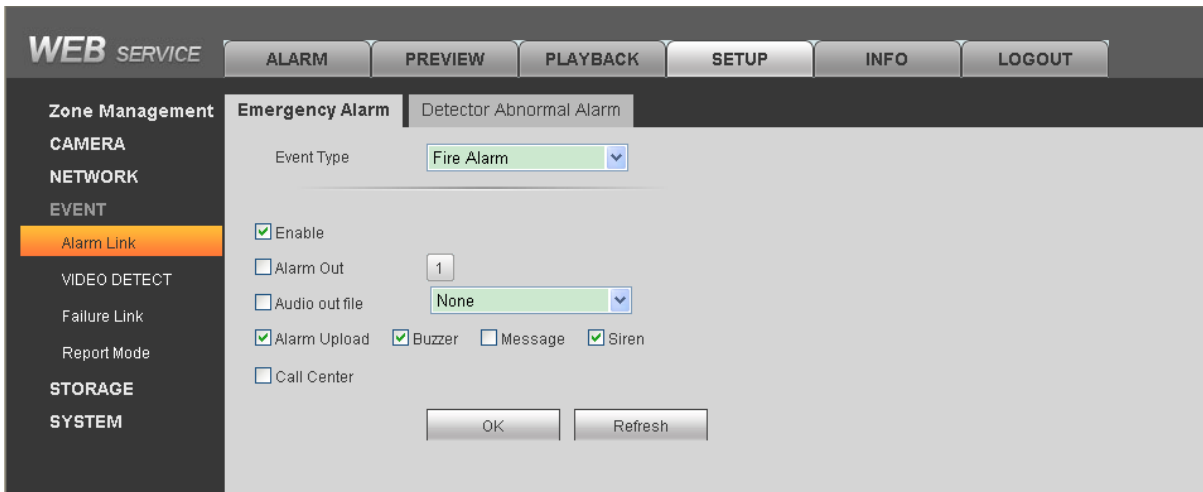 WEB SERVICE
ALARM PREVIEW PLAYBACK SETUP INFO LOGOUT
Zone Management
CAMERA
NETWORK
EVENT
Alarm Link
VIDEO DETECT
Failure Link
Report Mode
STORAGE
SYSTEM
Emergency Alarm Detector Abnormal Alarm
Event Type Fire Alarm
Enable
Alarm Out 1
Audio out file None
Alarm Upload Buzzer Message Siren
Call Center
OK Refresh